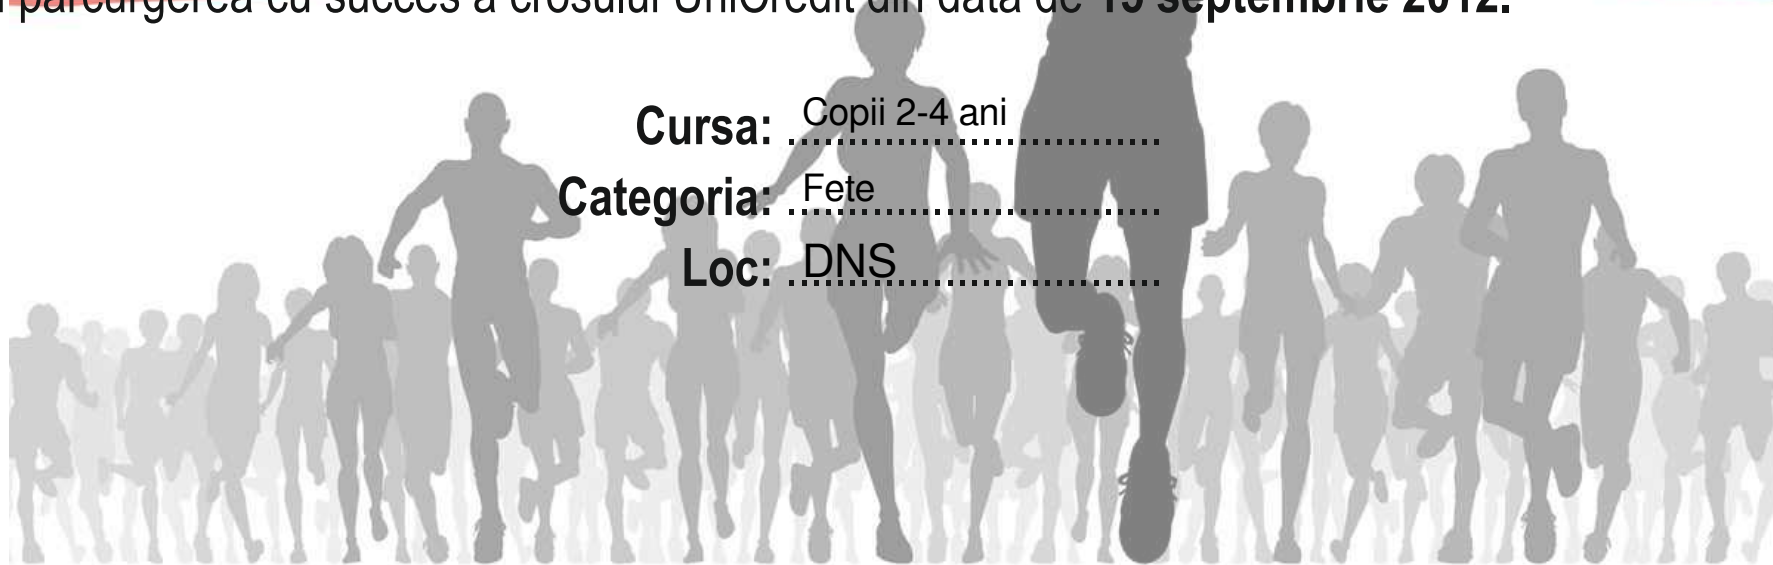 parcurgerea cu succes a crosului UniCredit din data de 15 septembrie 2012.
Cursa: Copii 2-4 ani
Categoria: Fete
Loc: DNS